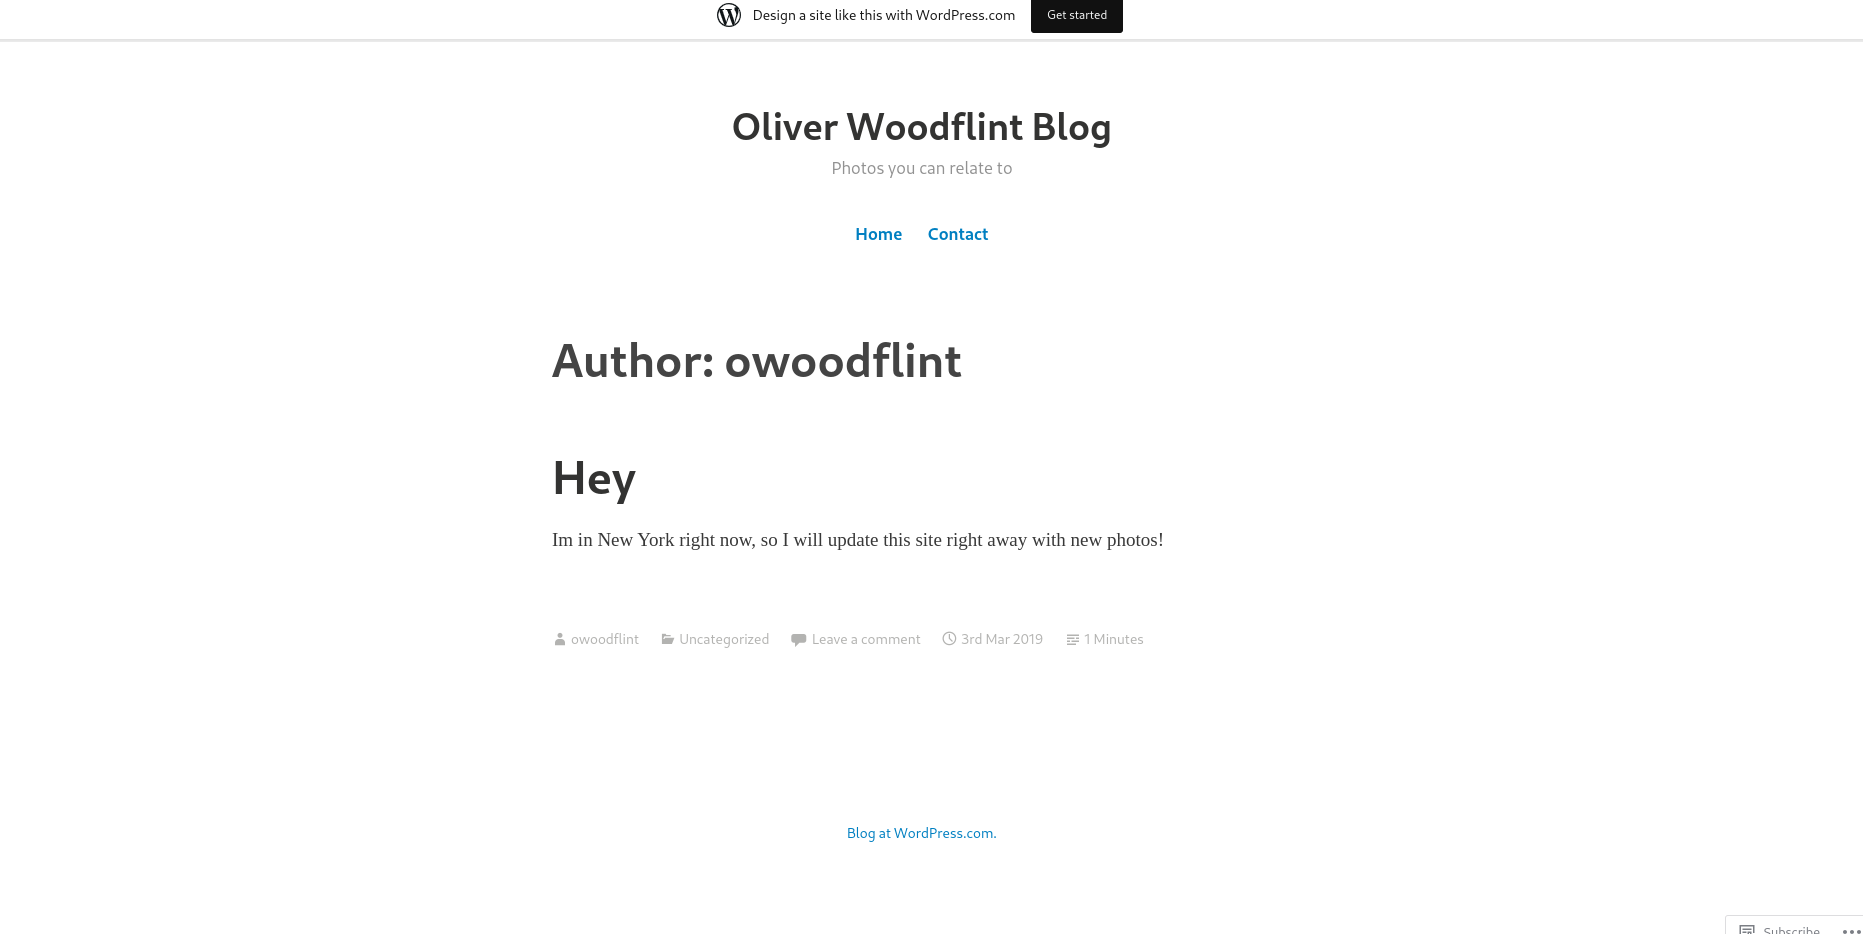 Design a site like this with WordPress.com Get started
Oliver Woodflint Blog
Photos you can relate to
Home Contact
Author: owoodflint
Hey
Im in New York right now, so I will update this site right away with new photos!
owoodflint Uncategorized Leave a comment 3rd Mar 2019 1 Minutes
Blog at WordPress.com.
Subscribe